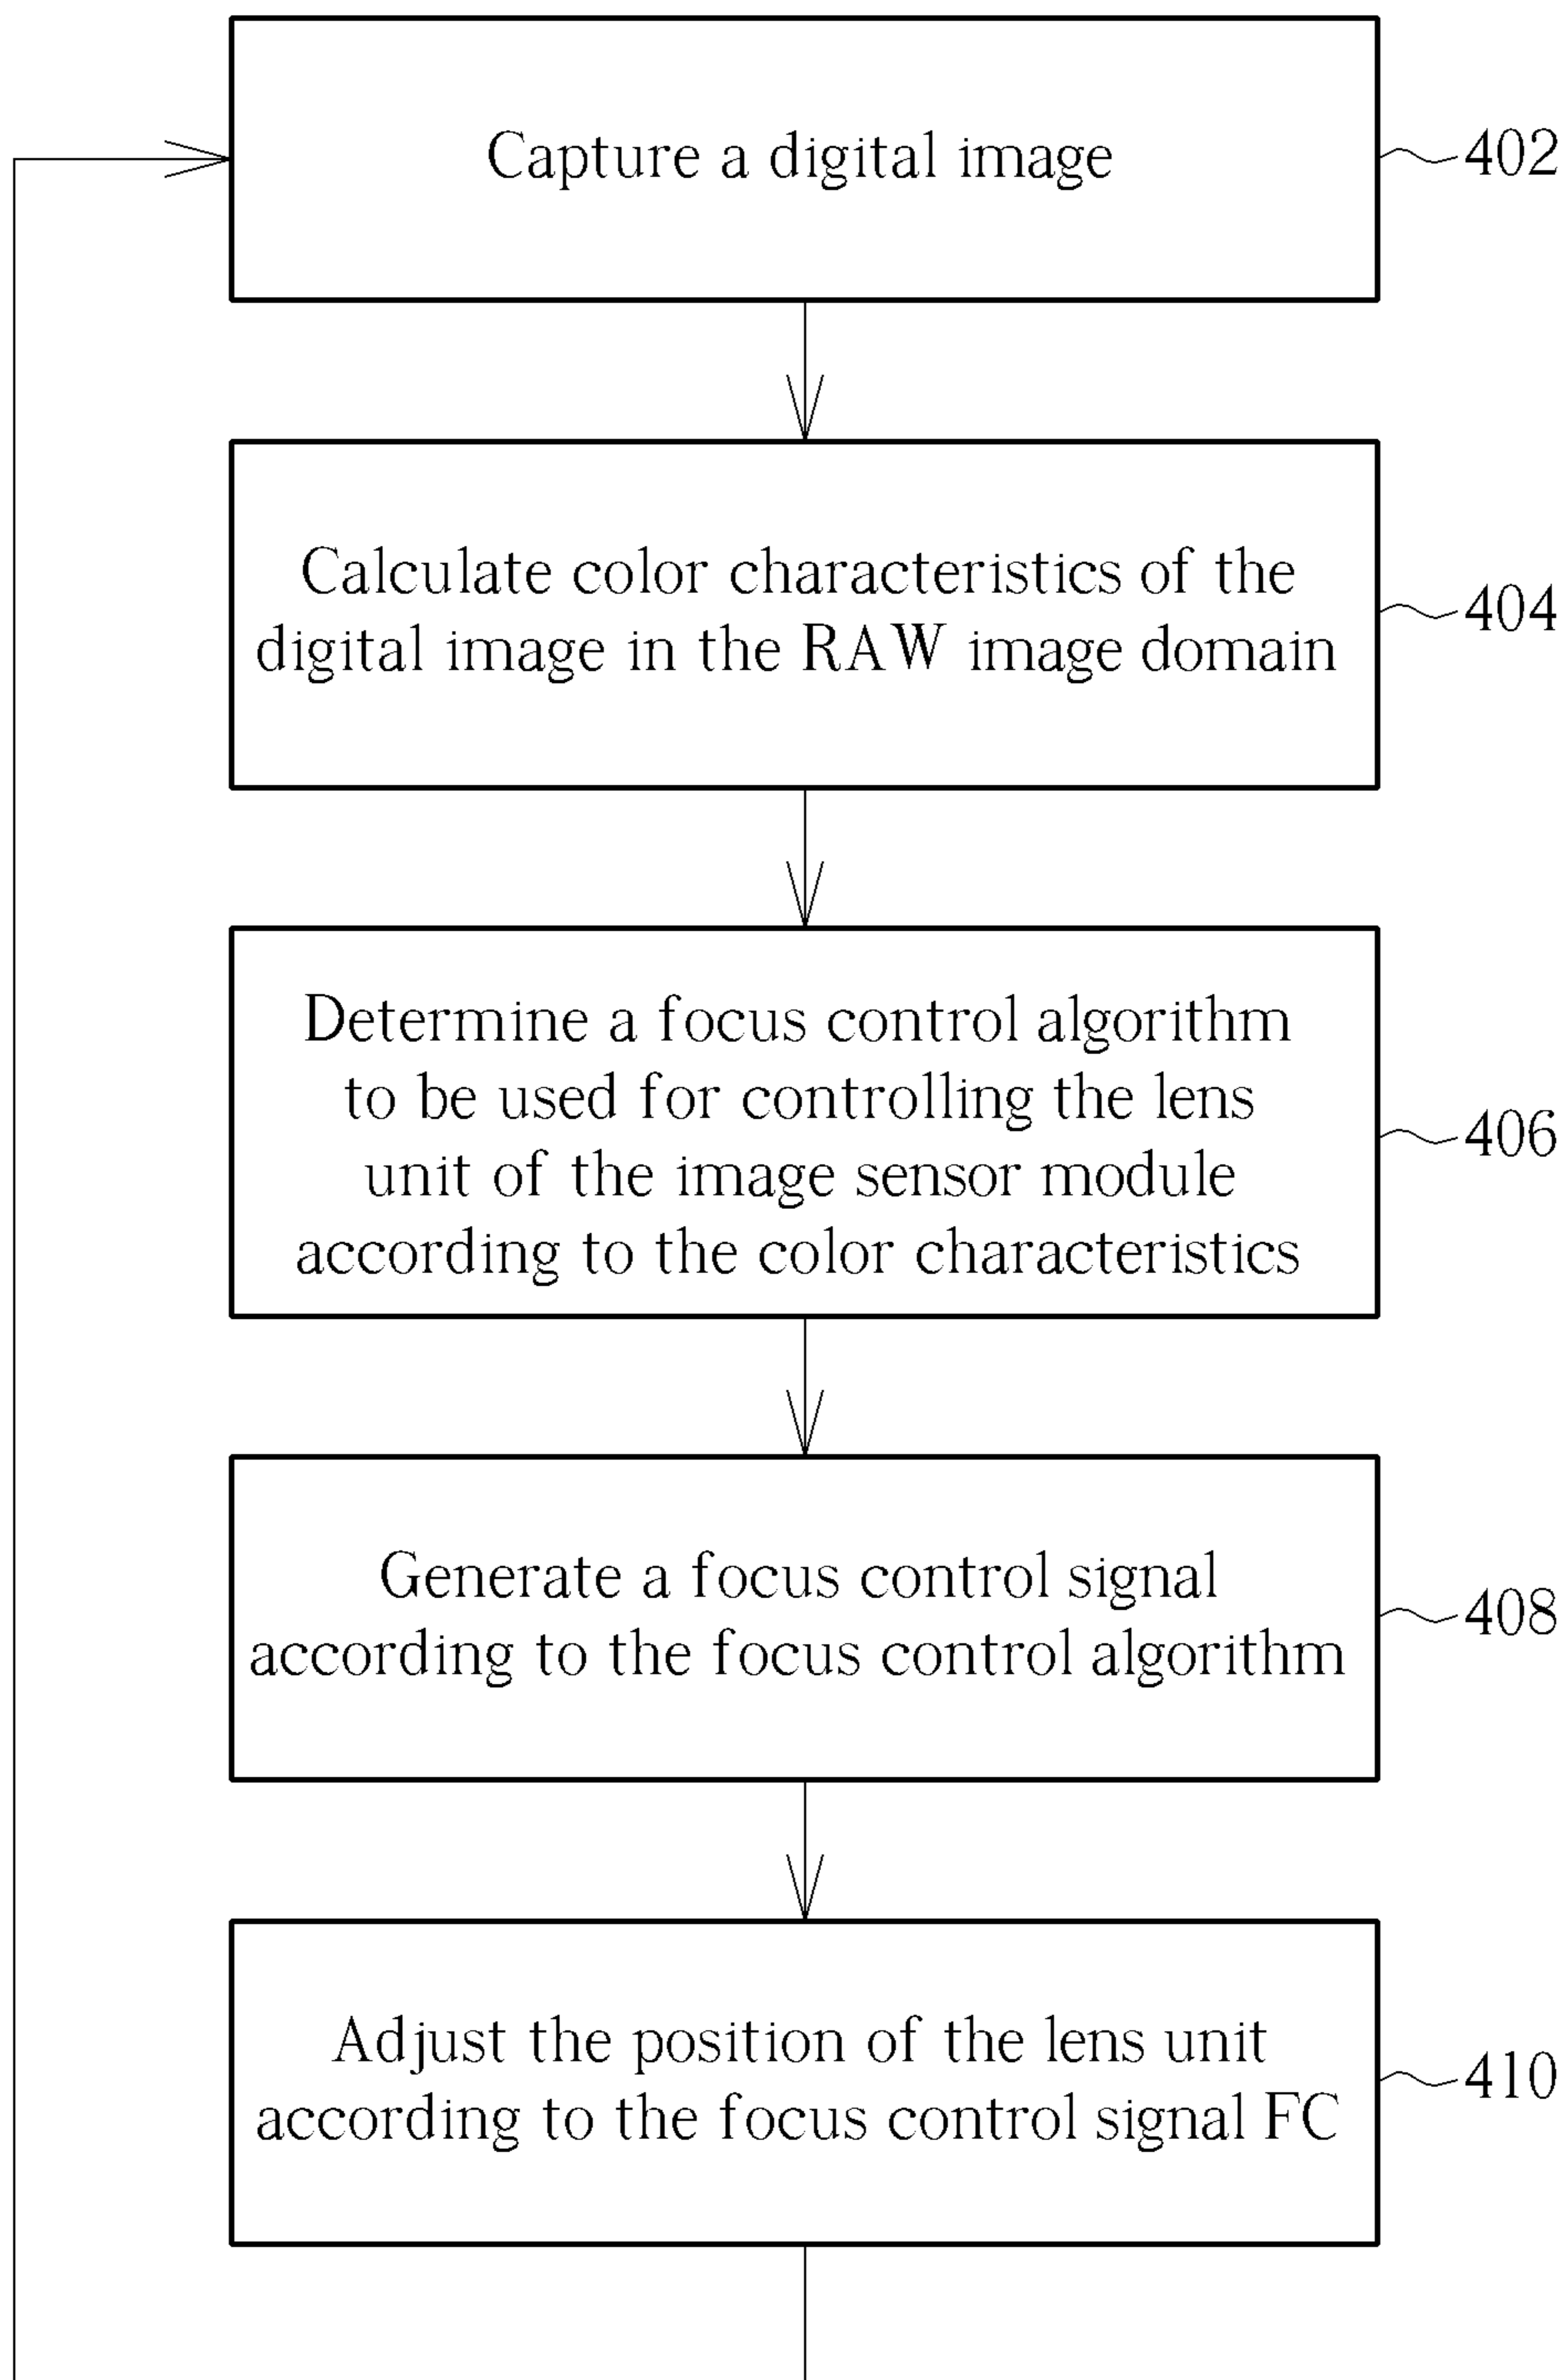 Capture a digital image
402
Calculate color characteristics of the
digital image in the RAW image domain
404
Determine a focus control algorithm
to be used for controlling the lens
unit of the image sensor module
according to the color characteristics
406
Generate a focus control signal
according to the focus control algorithm
408
Adjust the position of the lens unit
according to the focus control signal FC
410